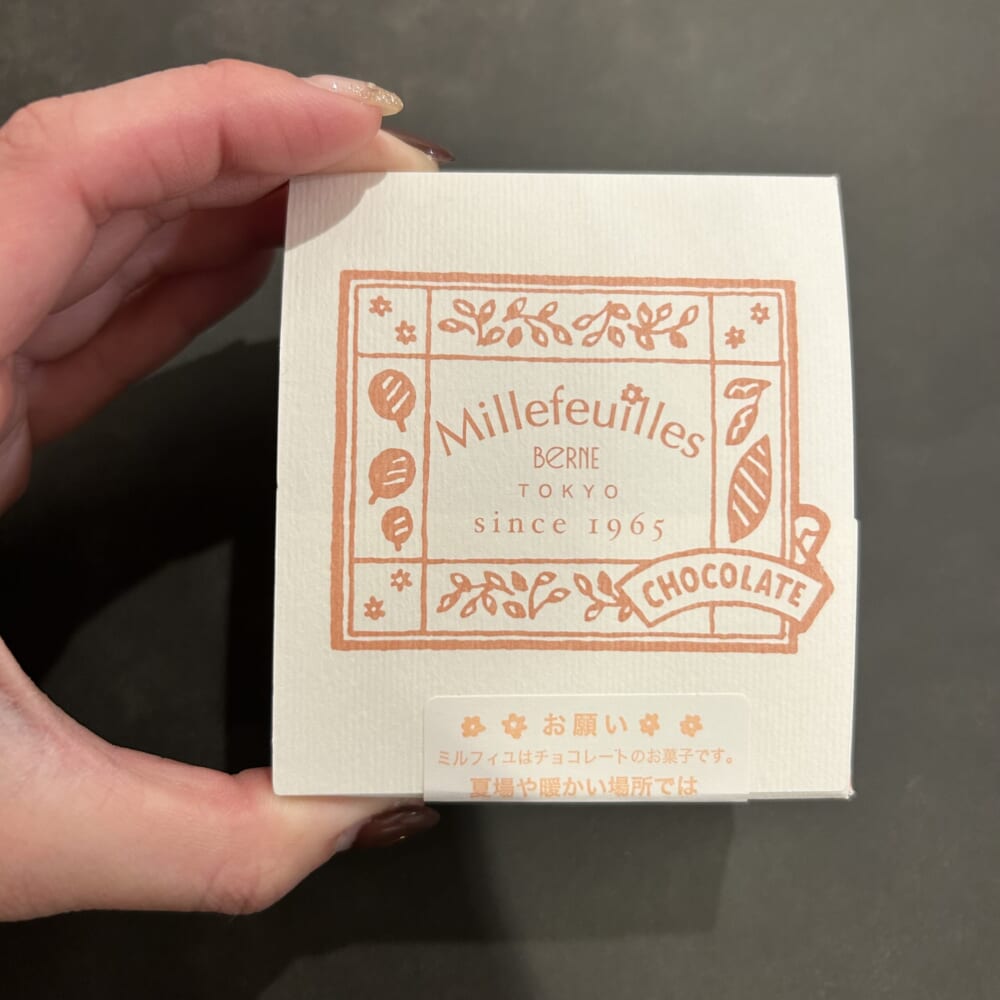 Millefeuilles
BERNE
TOKYO
since 1965
CHOCOLATE
お願い
ミルフィユはチョコレートのお菓子です。
夏場や暖かい場所では